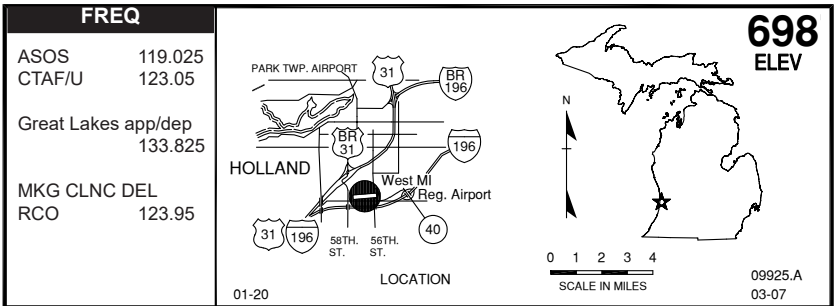 FREQ
ASOS 119.025
CTAF/U 123.05
Great Lakes app/dep
133.825
MKG CLNC DEL
RCO 123.95
PARK TWP. AIRPORT
31
BR
196
BR
31
196
HOLLAND
West MI
Reg. Airport
31
196
40
58TH.
ST.
56TH.
ST.
LOCATION
01-20
698
ELEV
N
0 1 2 3 4
SCALE IN MILES
09925.A
03-07